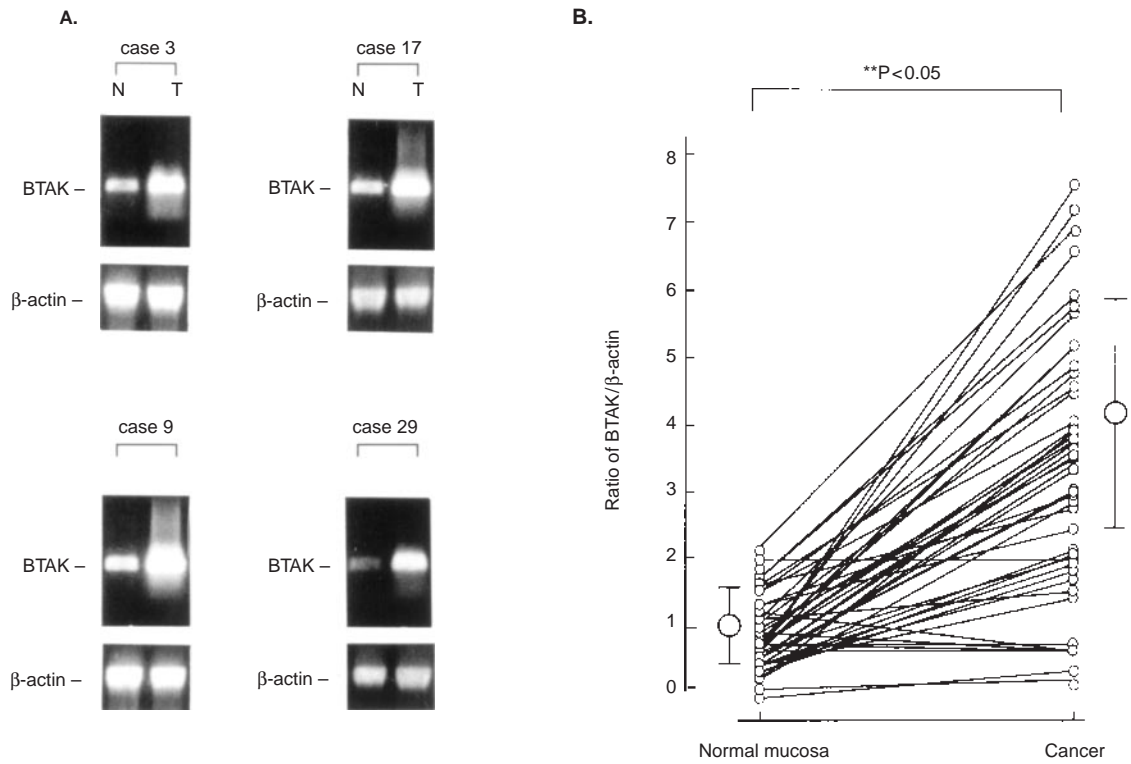 A.
case 3
N T
BTAK –
β-actin –
case 17
N T
BTAK –
β-actin –
case 9
BTAK –
β-actin –
case 29
BTAK –
β-actin –
B.
**P<0.05
Ratio of BTAK/β-actin
8
7
6
5
4
3
2
1
0
Normal mucosa Cancer